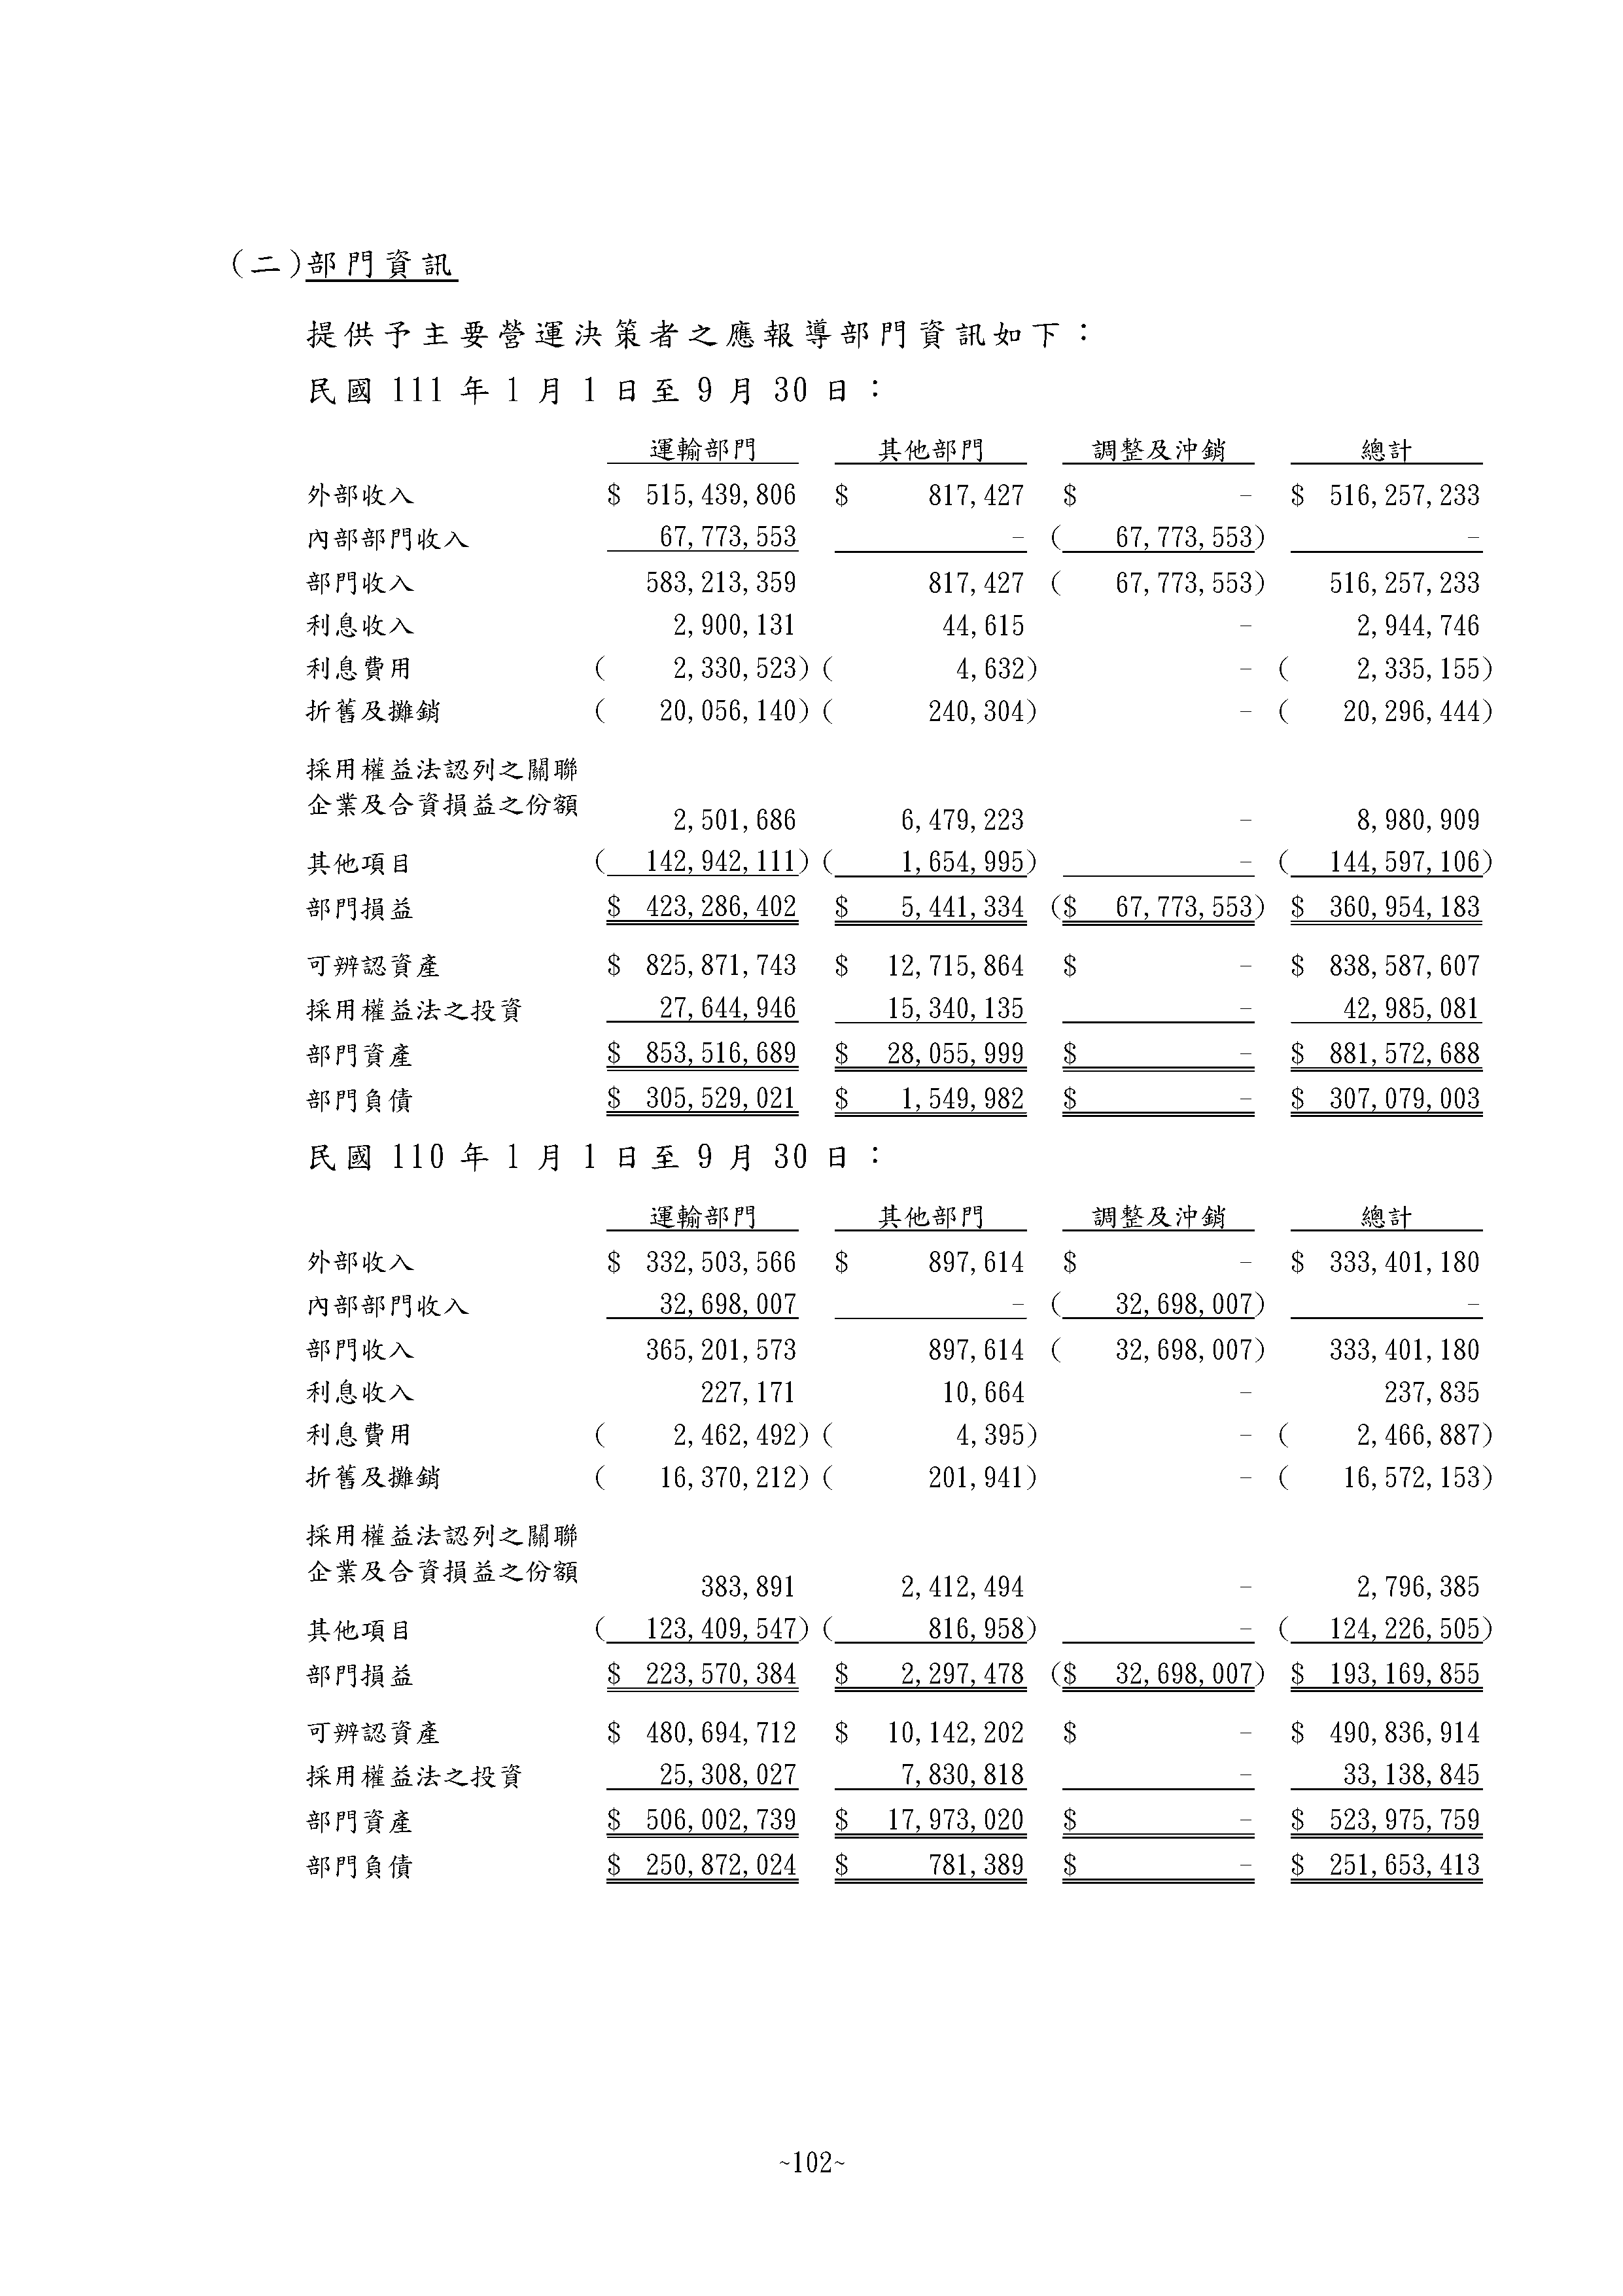 (二)部門資訊
提供予主要營運決策者之應報導部門資訊如下：
民國 111 年 1 月 1 日至 9 月 30 日：
運輸部門 其他部門 調整及沖銷 總計
外部收入 $ 515,439,806 $ 817,427 $ - $ 516,257,233
內部部門收入 67,773,553 - ( 67,773,553) -
部門收入 583,213,359 817,427 ( 67,773,553) 516,257,233
利息收入 2,900,131 44,615 - 2,944,746
利息費用 ( 2,330,523) ( 4,632) - ( 2,335,155)
折舊及攤銷 ( 20,056,140) ( 240,304) - ( 20,296,444)
採用權益法認列之關聯
企業及合資損益之份額 2,501,686 6,479,223 - 8,980,909
其他項目 ( 142,942,111) ( 1,654,995) - ( 144,597,106)
部門損益 $ 423,286,402 $ 5,441,334 ($ 67,773,553) $ 360,954,183
可辨認資產 $ 825,871,743 $ 12,715,864 $ - $ 838,587,607
採用權益法之投資 27,644,946 15,340,135 - 42,985,081
部門資產 $ 853,516,689 $ 28,055,999 $ - $ 881,572,688
部門負債 $ 305,529,021 $ 1,549,982 $ - $ 307,079,003
民國 110 年 1 月 1 日至 9 月 30 日：
運輸部門 其他部門 調整及沖銷 總計
外部收入 $ 332,503,566 $ 897,614 $ - $ 333,401,180
內部部門收入 32,698,007 - ( 32,698,007) -
部門收入 365,201,573 897,614 ( 32,698,007) 333,401,180
利息收入 227,171 10,664 - 237,835
利息費用 ( 2,462,492) ( 4,395) - ( 2,466,887)
折舊及攤銷 ( 16,370,212) ( 201,941) - ( 16,572,153)
採用權益法認列之關聯
企業及合資損益之份額 383,891 2,412,494 - 2,796,385
其他項目 ( 123,409,547) ( 816,958) - ( 124,226,505)
部門損益 $ 223,570,384 $ 2,297,478 ($ 32,698,007) $ 193,169,855
可辨認資產 $ 480,694,712 $ 10,142,202 $ - $ 490,836,914
採用權益法之投資 25,308,027 7,830,818 - 33,138,845
部門資產 $ 506,002,739 $ 17,973,020 $ - $ 523,975,759
部門負債 $ 250,872,024 $ 781,389 $ - $ 251,653,413
~102~